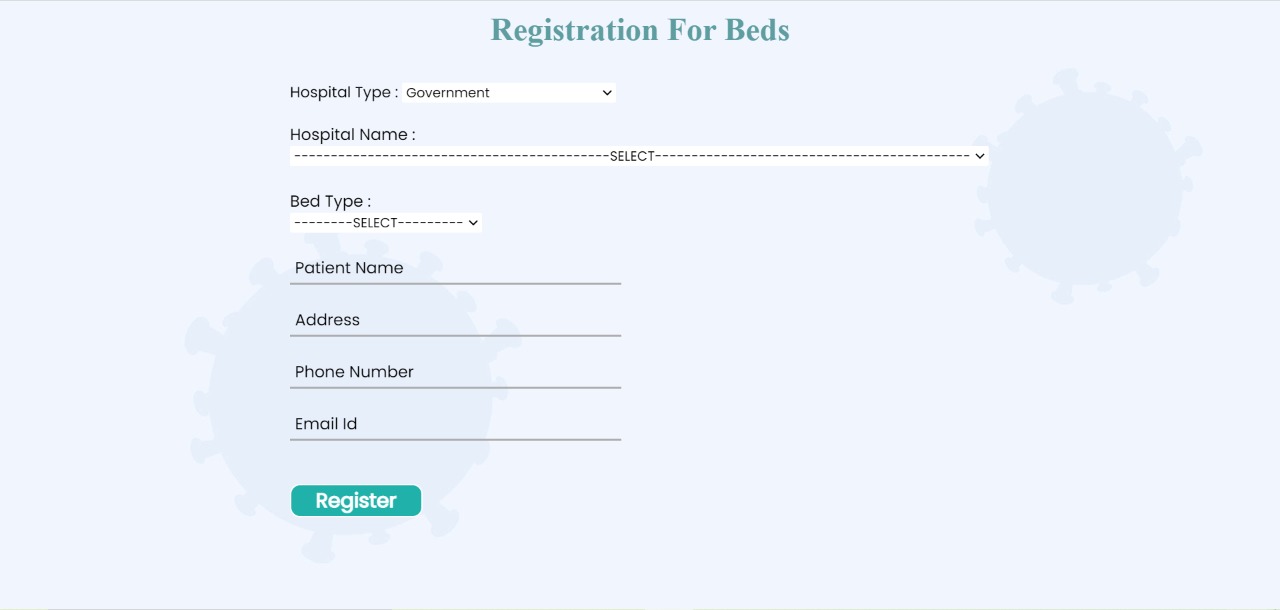 Registration For Beds
Hospital Type : Government
Hospital Name :
-------------------------------------------SELECT-------------------------------------------
Bed Type :
--------SELECT---------
Patient Name
Address
Phone Number
Email Id
Register